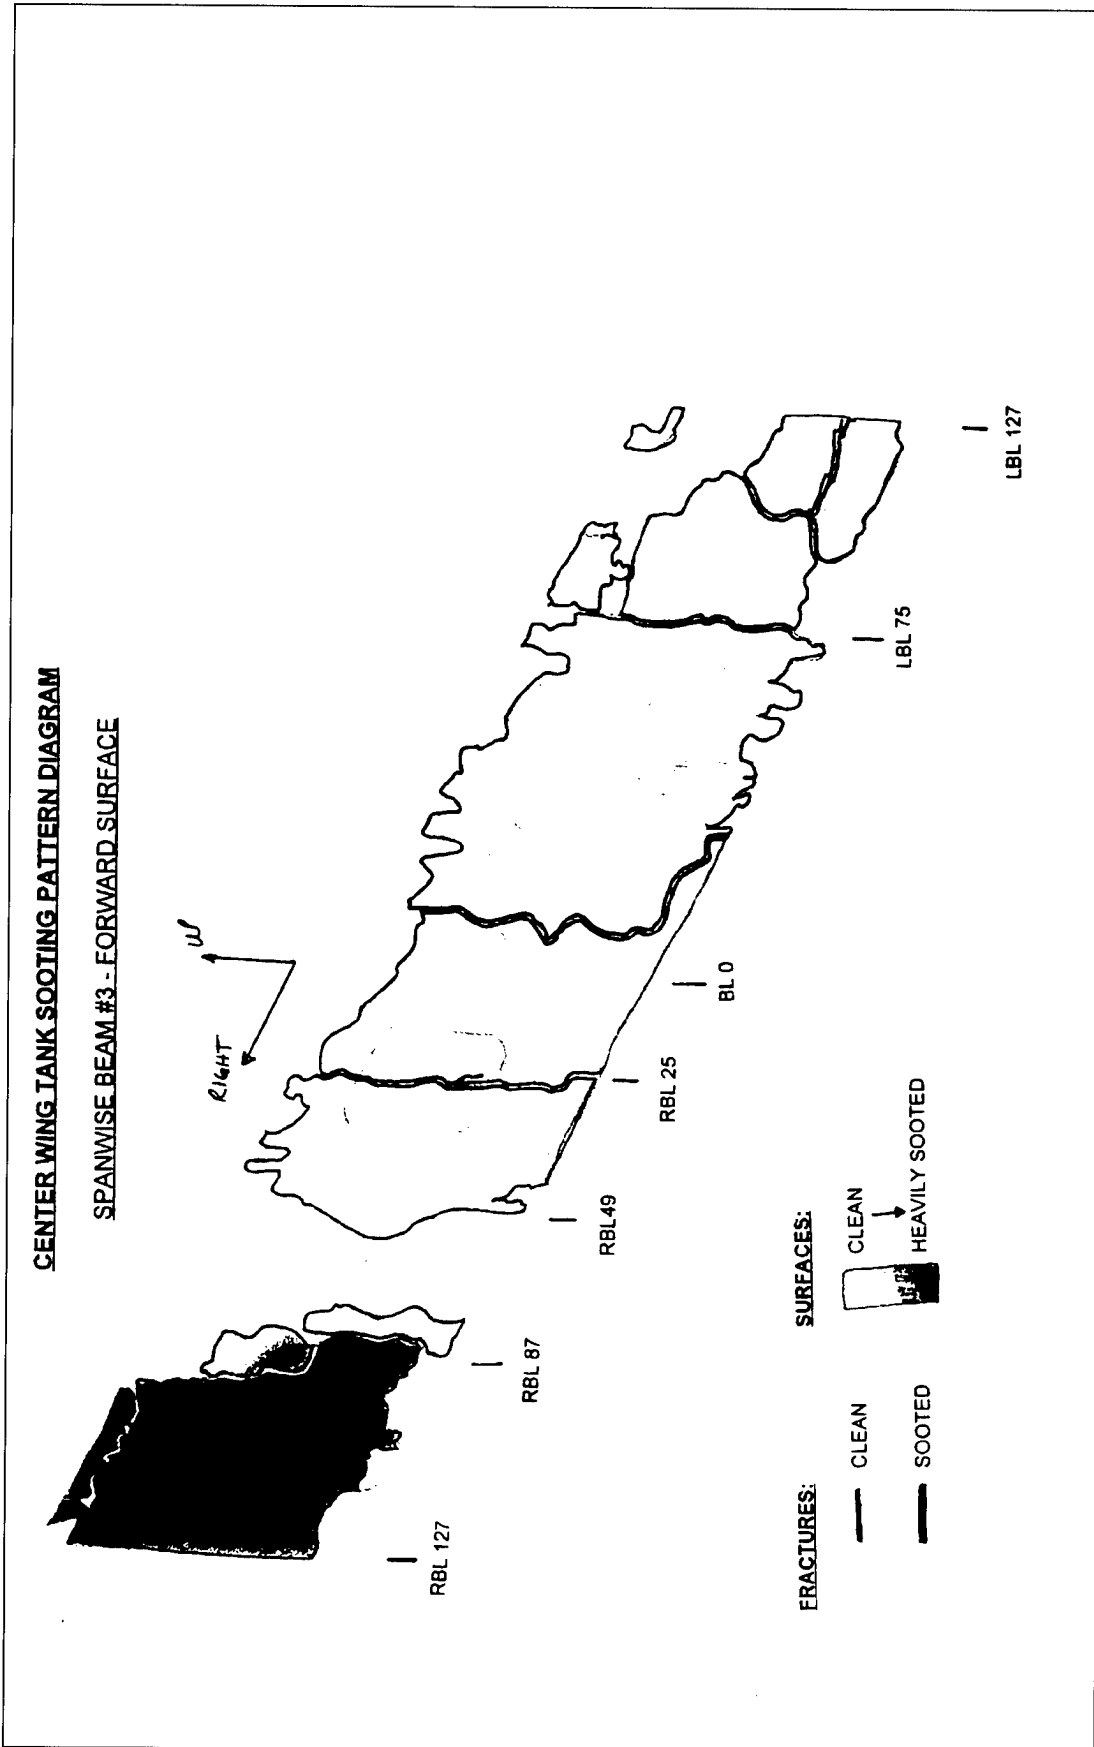 CENTER WING TANK SOOTING PATTERN DIAGRAM
SPANWISE BEAM #3 - FORWARD SURFACE
UP
RIGHT
RBL 127
RBL 87
RBL49
RBL 25
BL 0
LBL 75
LBL 127
FRACTURES:
CLEAN
SOOTED
SURFACES:
CLEAN
HEAVILY SOOTED